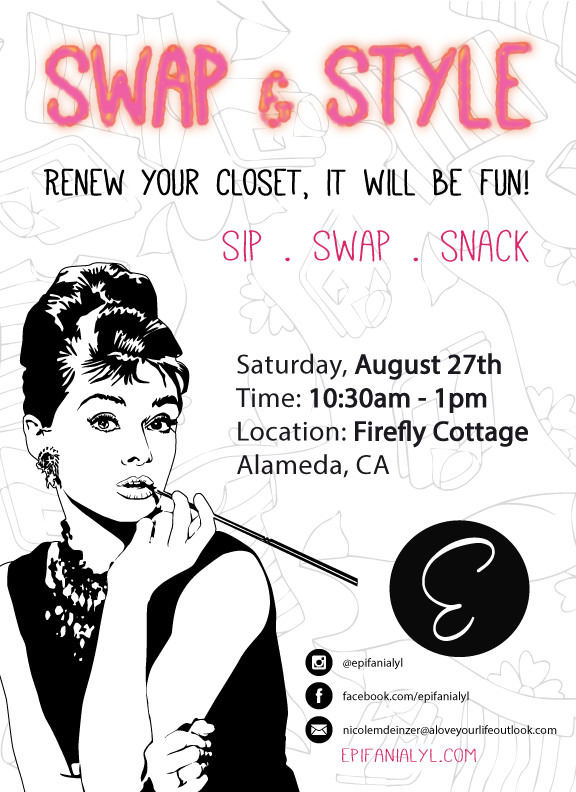 SWAP & STYLE
RENEW YOUR CLOSET, IT WILL BE FUN!
SIP . SWAP . SNACK
Saturday, August 27th
Time: 10:30am - 1pm
Location: Firefly Cottage
Alameda, CA
E
@epifanialyl
f
facebook.com/epifanialyl
nicolemdeinzer@aloveyourlifeoutlook.com
EPIFANIALYL.COM